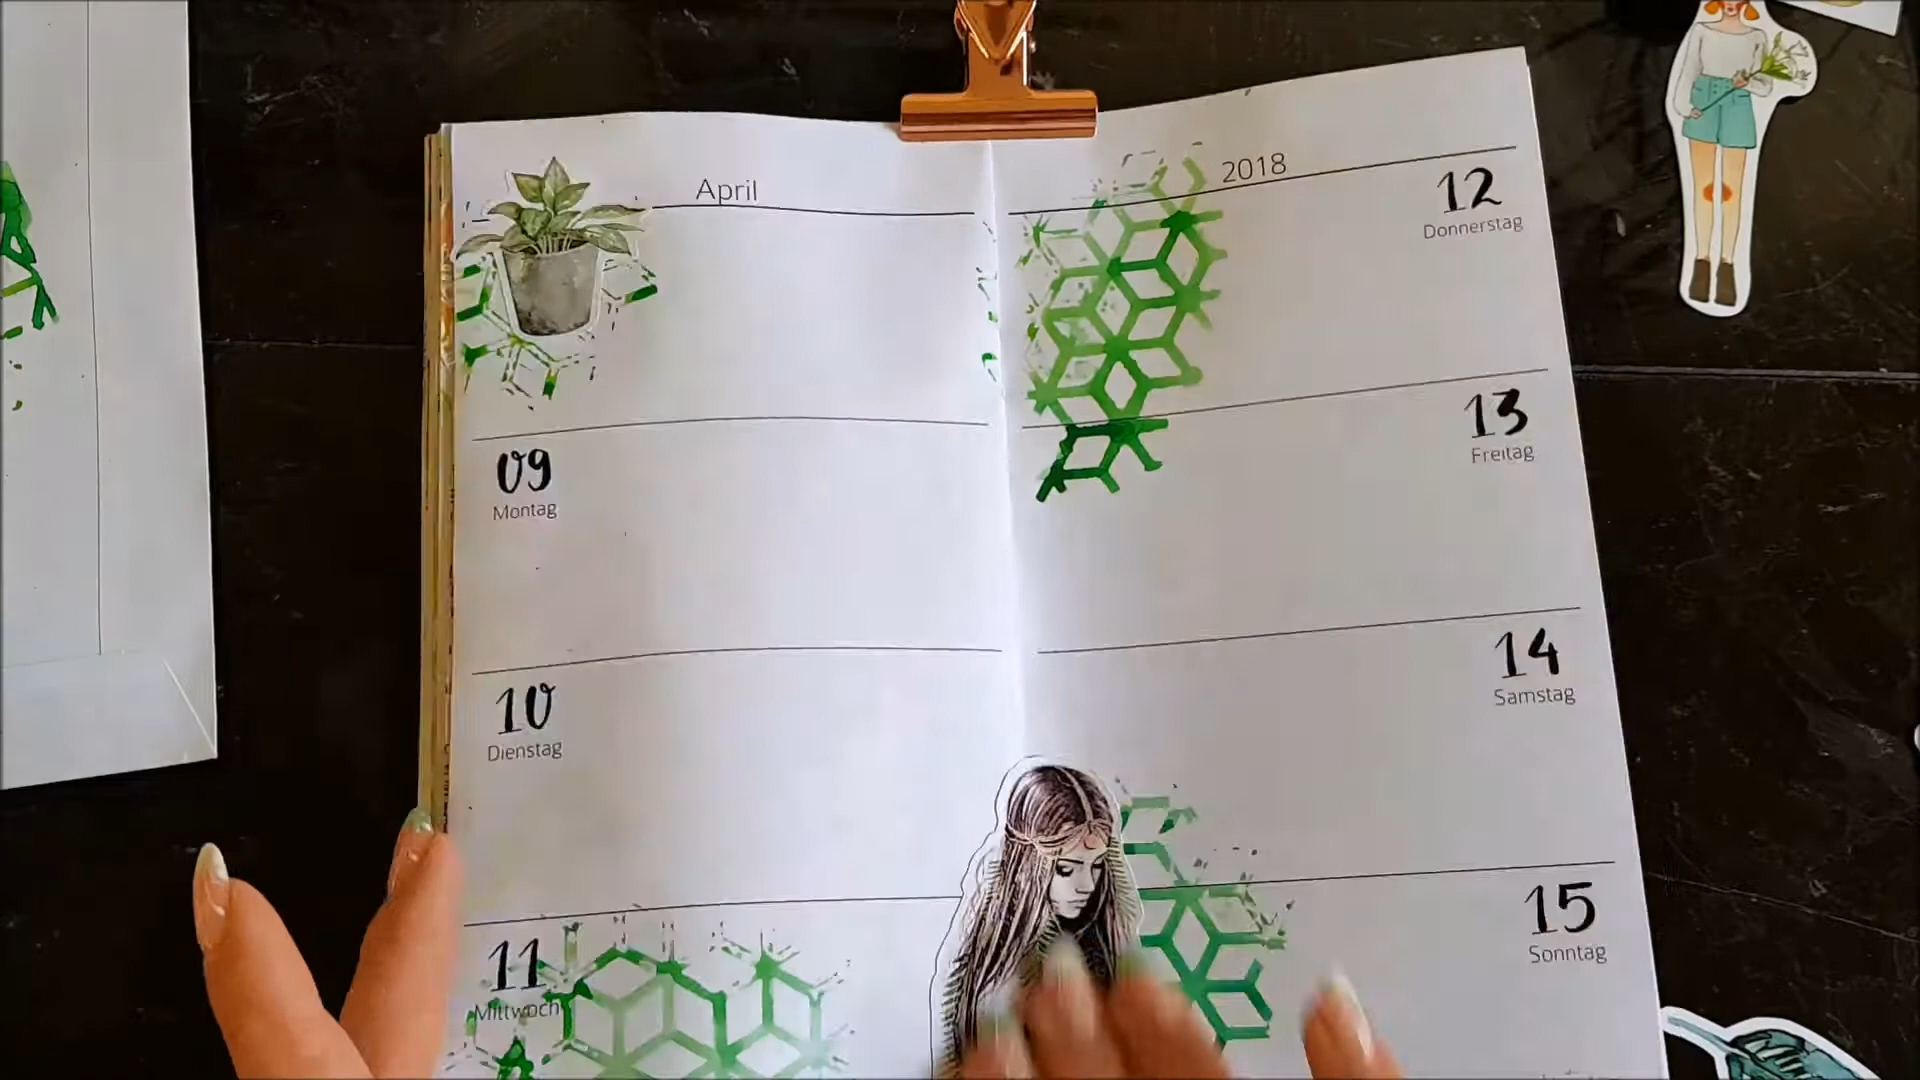 April
09
Montag
10
Dienstag
11
Mittwoch
2018
12
Donnerstag
13
Freitag
14
Samstag
15
Sonntag